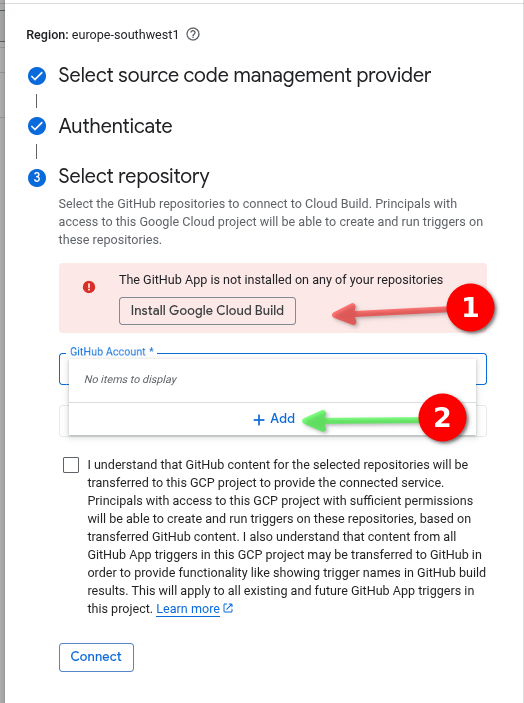 Region: europe-southwest1
Select source code management provider
Authenticate
3 Select repository
Select the GitHub repositories to connect to Cloud Build. Principals with
access to this Google Cloud project will be able to create and run triggers on
these repositories.
The GitHub App is not installed on any of your repositories
Install Google Cloud Build
1
GitHub Account *
No items to display
+ Add
2
I understand that GitHub content for the selected repositories will be
transferred to this GCP project to provide the connected service.
Principals with access to this GCP project with sufficient permissions
will be able to create and run triggers on these repositories, based on
transferred GitHub content. I also understand that content from all
GitHub App triggers in this GCP project may be transferred to GitHub in
order to provide functionality like showing trigger names in GitHub build
results. This will apply to all existing and future GitHub App triggers in
this project. Learn more
Connect